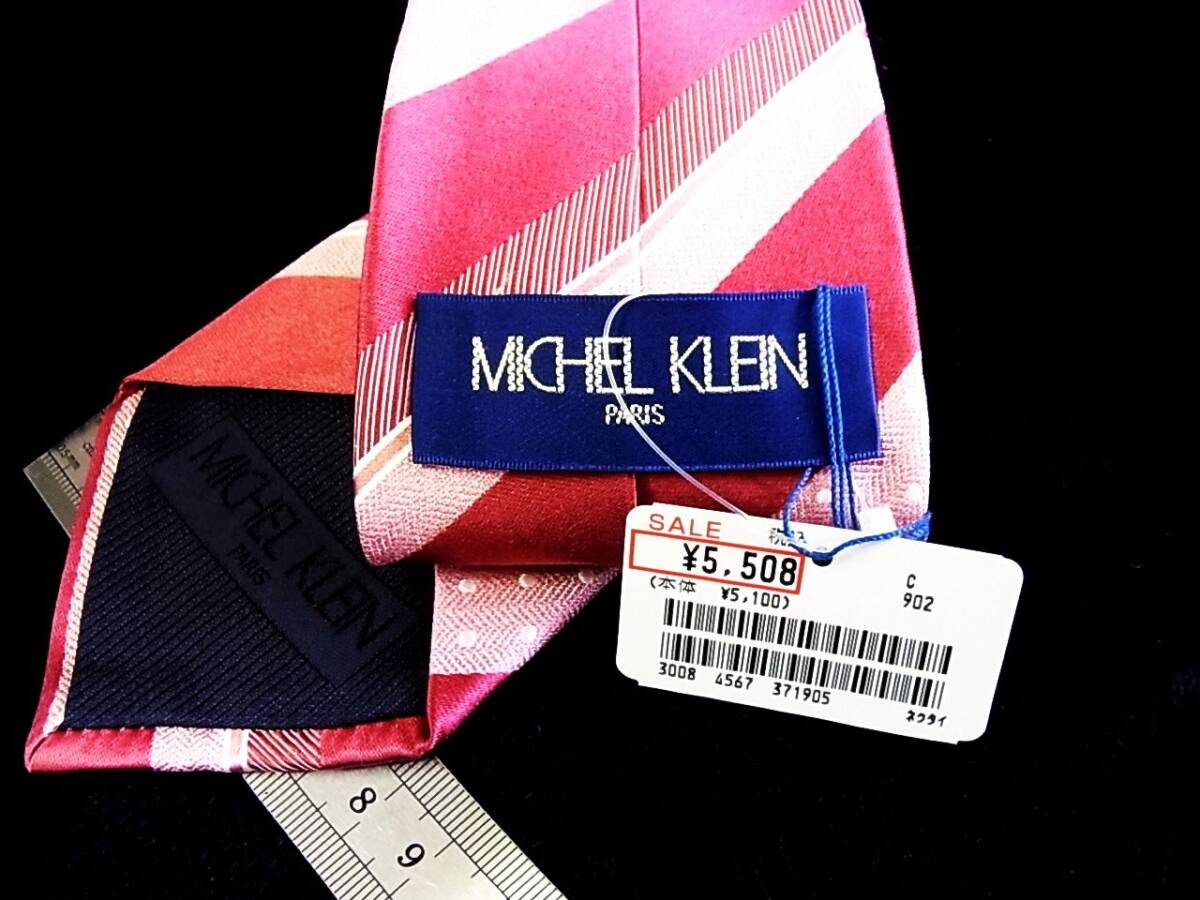 MICHEL KLEIN
PARIS
MICHEL KLEIN
PARIS
SALE
¥5,508
(本体 ¥5,100)
C
902
3008 4567 371905
ネクタイ
8
9